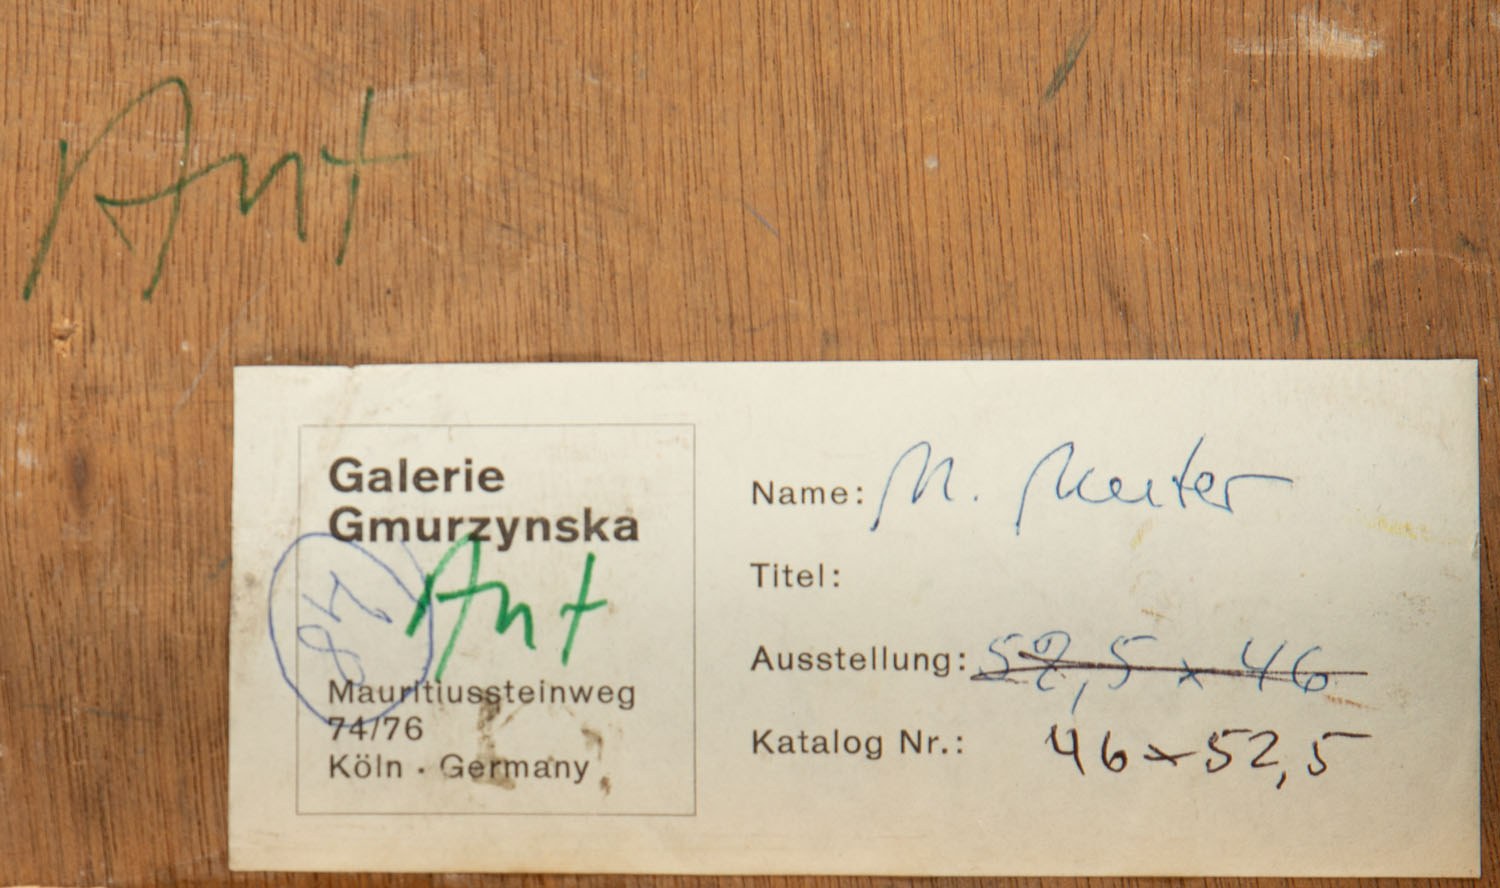 Ant
Galerie
Gmurzynska
48
Ant
Mauritiussteinweg
74/76
Köln · Germany
Name: M.
Titel:
Ausstellung: 52,5 x 46
Katalog Nr.: 46 x 52,5